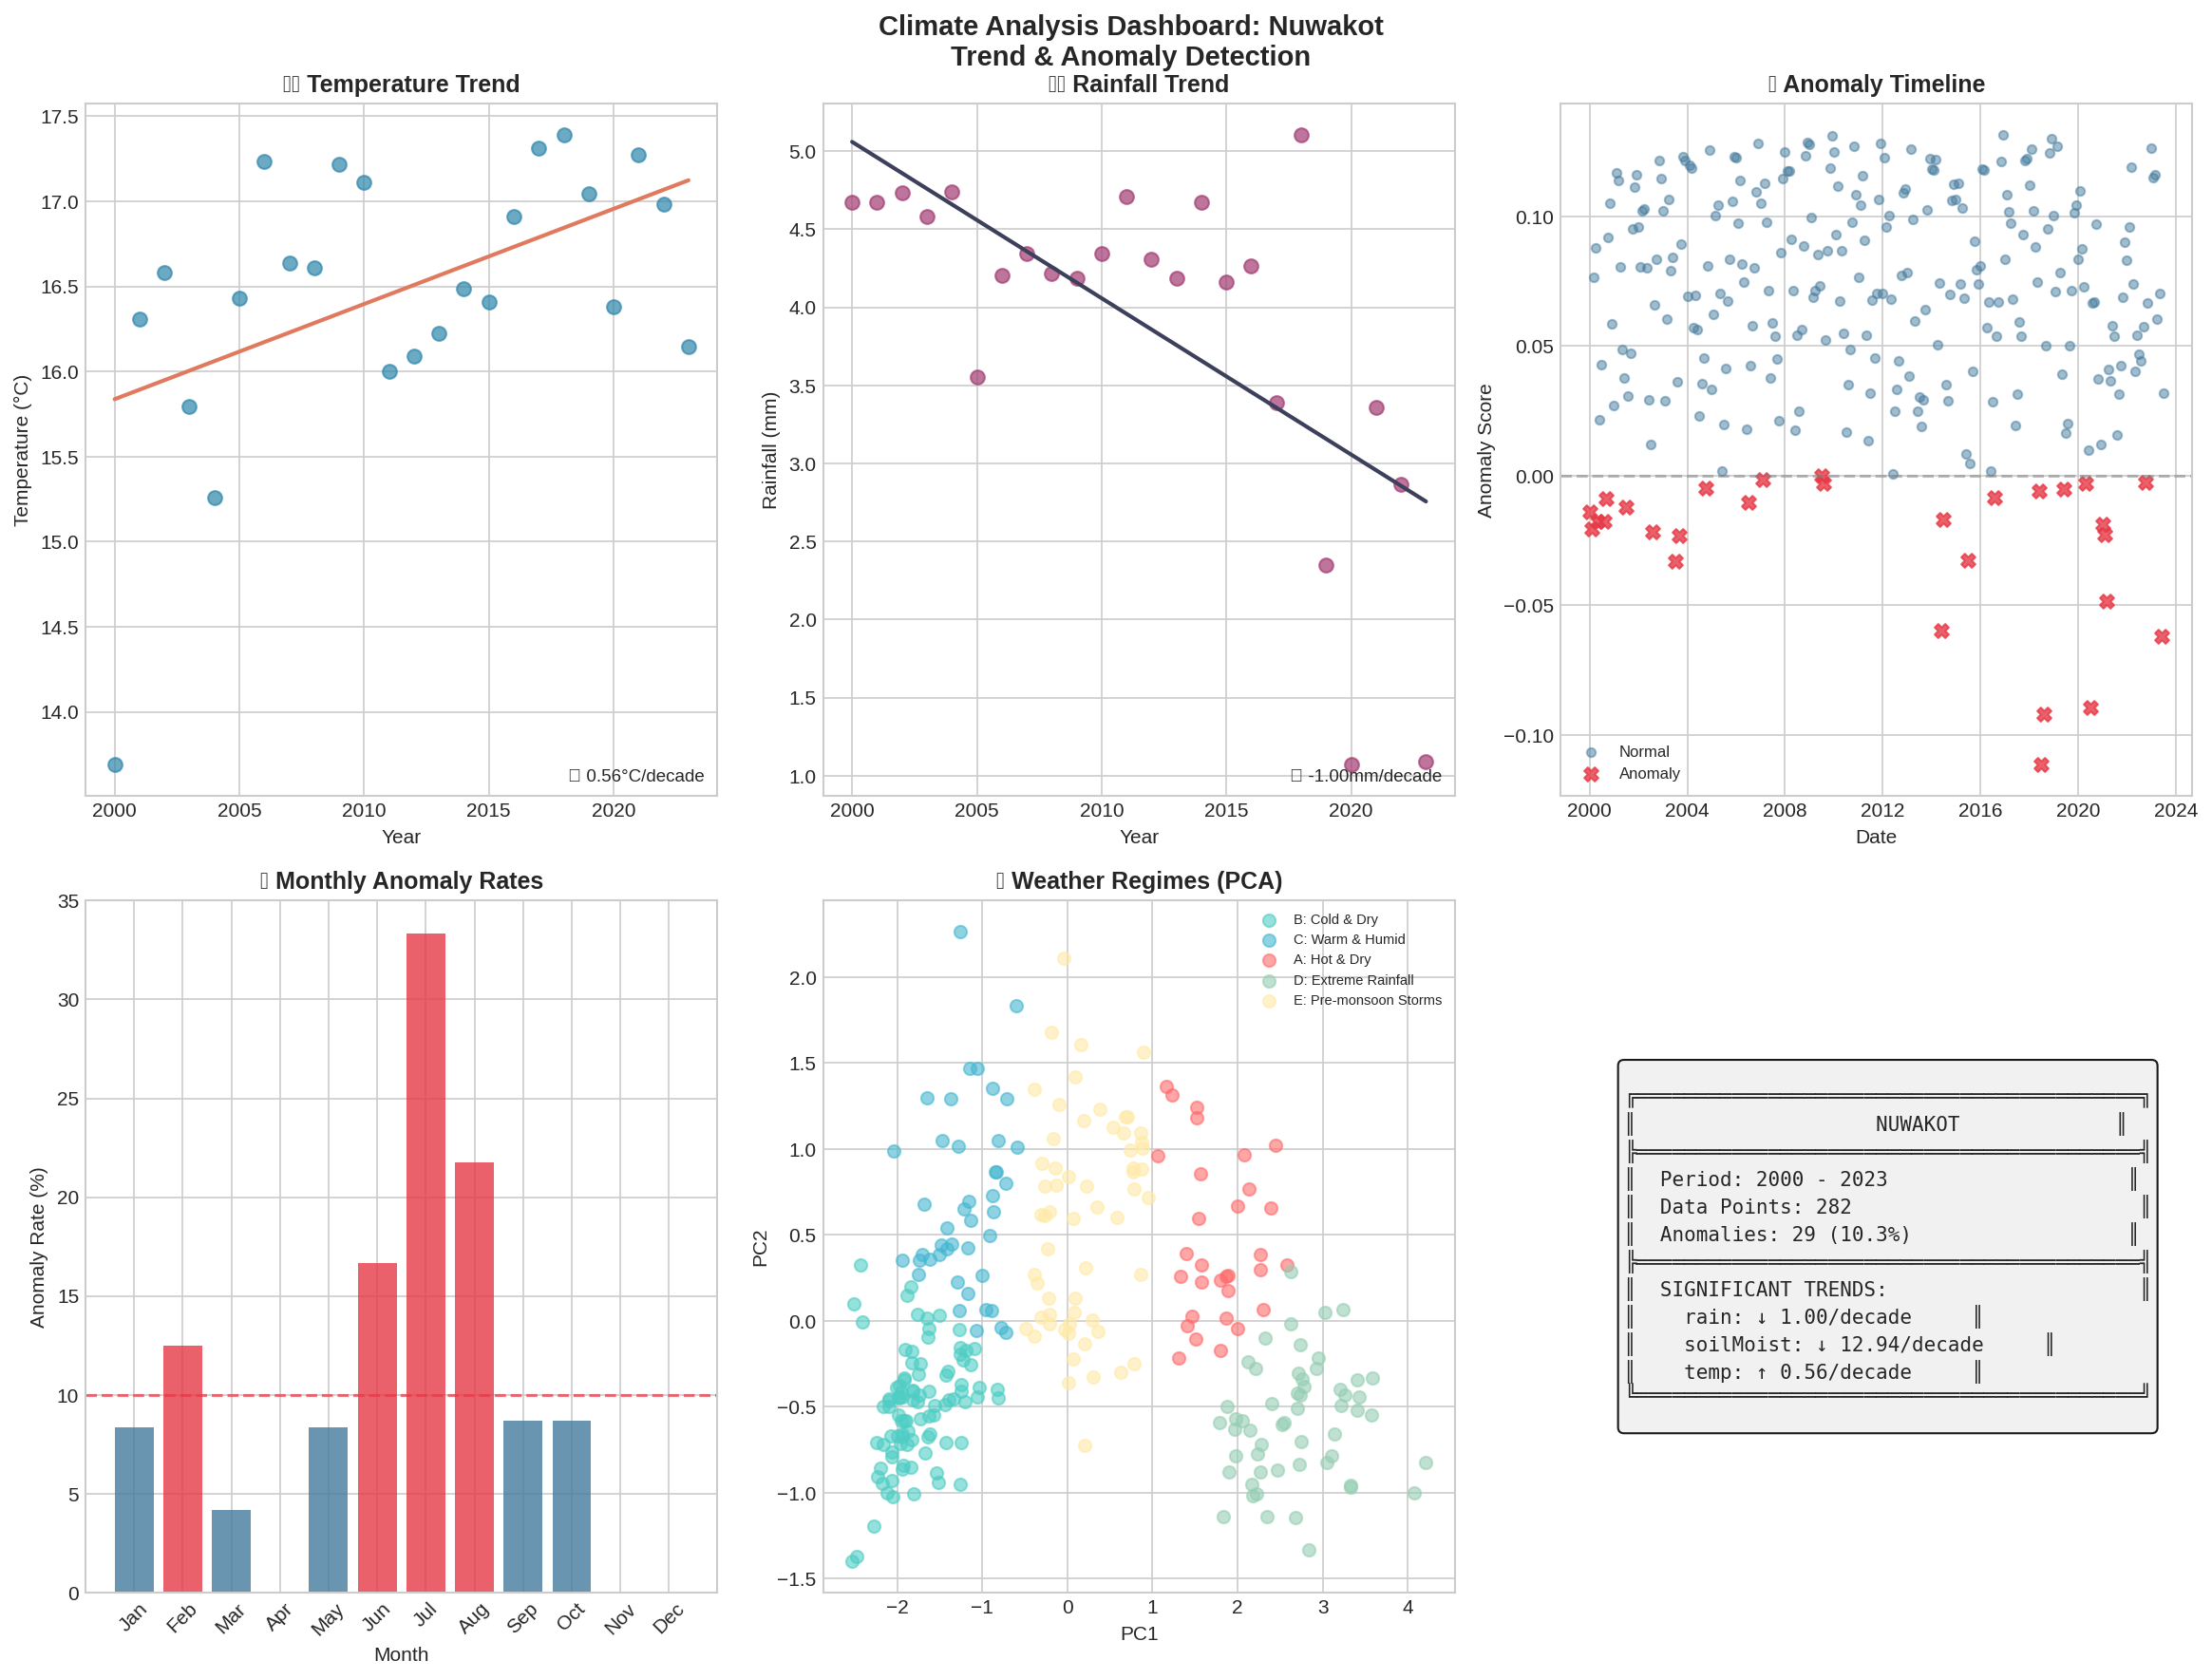 Climate Analysis Dashboard: Nuwakot
Trend & Anomaly Detection
Temperature Trend
17.5
17.0
16.5
16.0
15.5
15.0
14.5
14.0
Temperature (°C)
0.56°C/decade
2000 2005 2010 2015 2020
Year
Rainfall Trend
5.0
4.5
4.0
3.5
3.0
2.5
2.0
1.5
1.0
Rainfall (mm)
-1.00mm/decade
2000 2005 2010 2015 2020
Year
Anomaly Timeline
0.10
0.05
0.00
−0.05
−0.10
Anomaly Score
Normal
Anomaly
2000 2004 2008 2012 2016 2020 2024
Date
Monthly Anomaly Rates
35
30
25
20
15
10
5
0
Anomaly Rate (%)
Jan Feb Mar Apr May Jun Jul Aug Sep Oct Nov Dec
Month
Weather Regimes (PCA)
B: Cold & Dry
C: Warm & Humid
A: Hot & Dry
D: Extreme Rainfall
E: Pre-monsoon Storms
2.0
1.5
1.0
0.5
0.0
−0.5
−1.0
−1.5
PC2
−2 −1 0 1 2 3 4
PC1
NUWAKOT
Period: 2000 - 2023
Data Points: 282
Anomalies: 29 (10.3%)
SIGNIFICANT TRENDS:
rain: ↓ 1.00/decade
soilMoist: ↓ 12.94/decade
temp: ↑ 0.56/decade